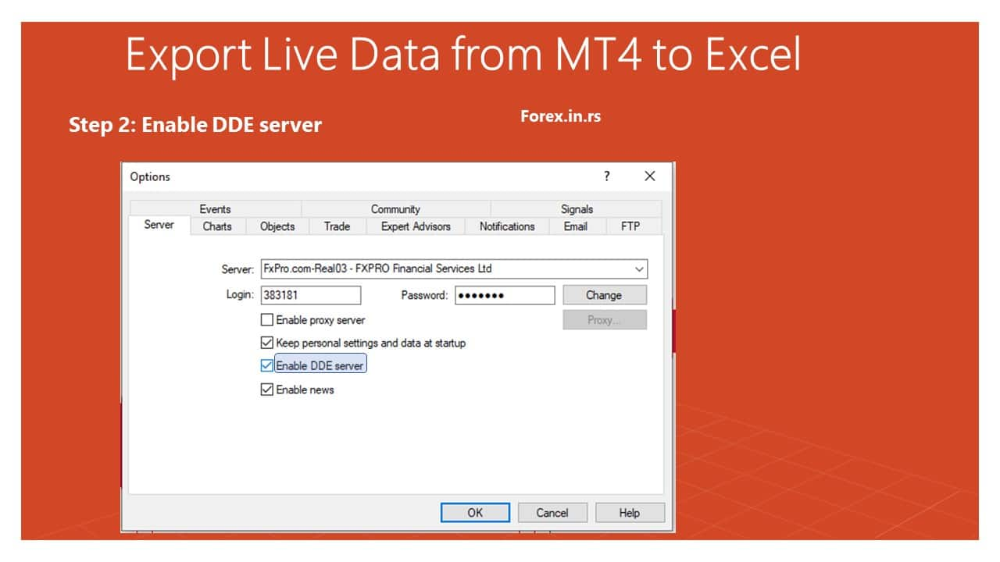 Export Live Data from MT4 to Excel
Step 2: Enable DDE server
Forex.in.rs
Options ?
Events Community Signals
Server Charts Objects Trade Expert Advisors Notifications Email FTP
Server: FxPro.com-Real03 - FXPRO Financial Services Ltd
Login: 383181 Password: ●●●●●●● Change
Enable proxy server Proxy...
Keep personal settings and data at startup
Enable DDE server
Enable news
OK Cancel Help